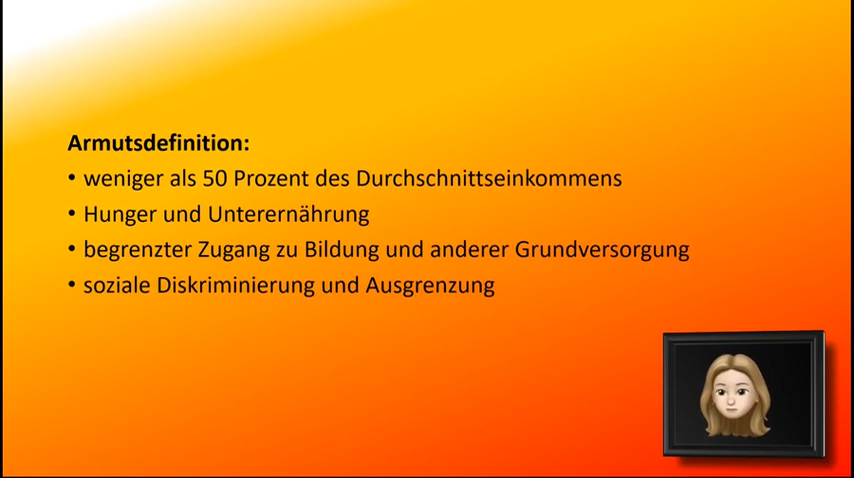 Armutsdefinition:
• weniger als 50 Prozent des Durchschnittseinkommens
• Hunger und Unterernährung
• begrenzter Zugang zu Bildung und anderer Grundversorgung
• soziale Diskriminierung und Ausgrenzung